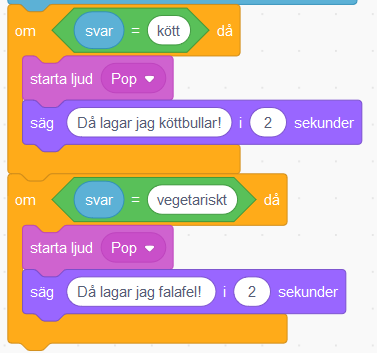 om svar = kött då
starta ljud Pop
säg Då lagar jag köttbullar! i 2 sekunder
om svar = vegetariskt då
starta ljud Pop
säg Då lagar jag falafel! i 2 sekunder